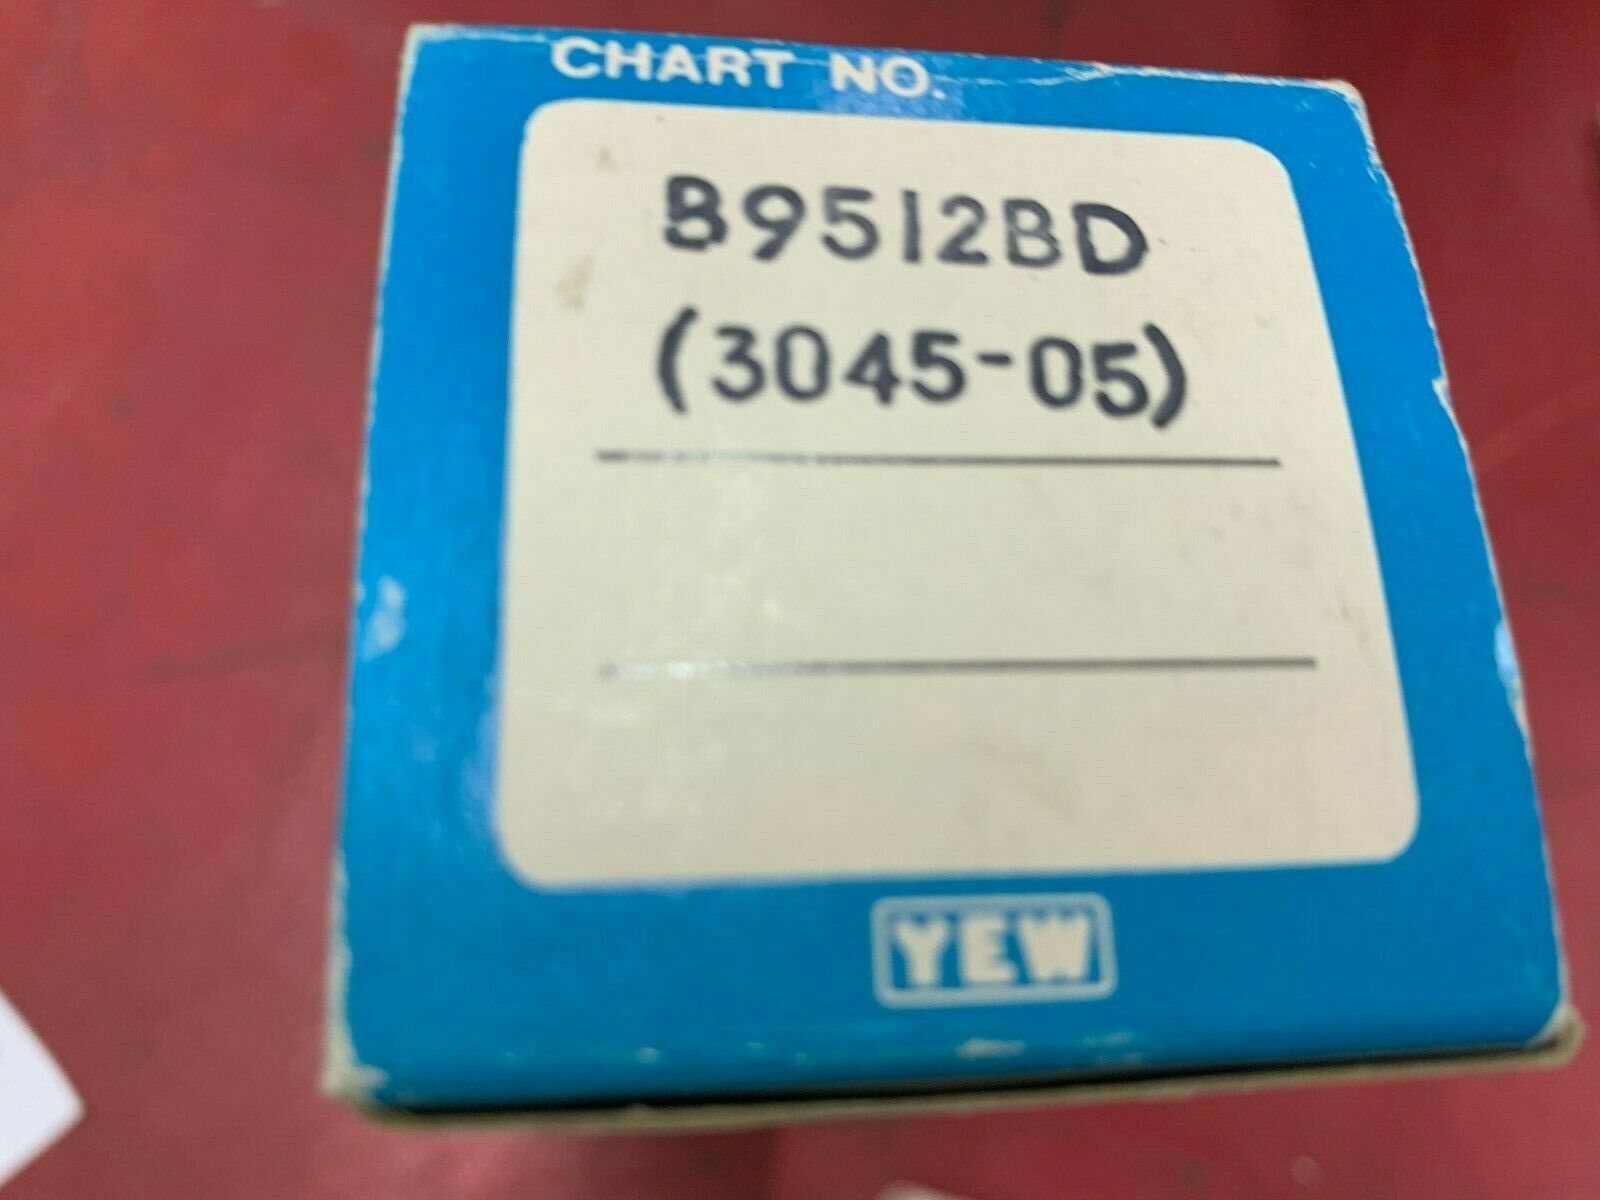 CHART NO.
B9512BD
(3045-05)
YEW